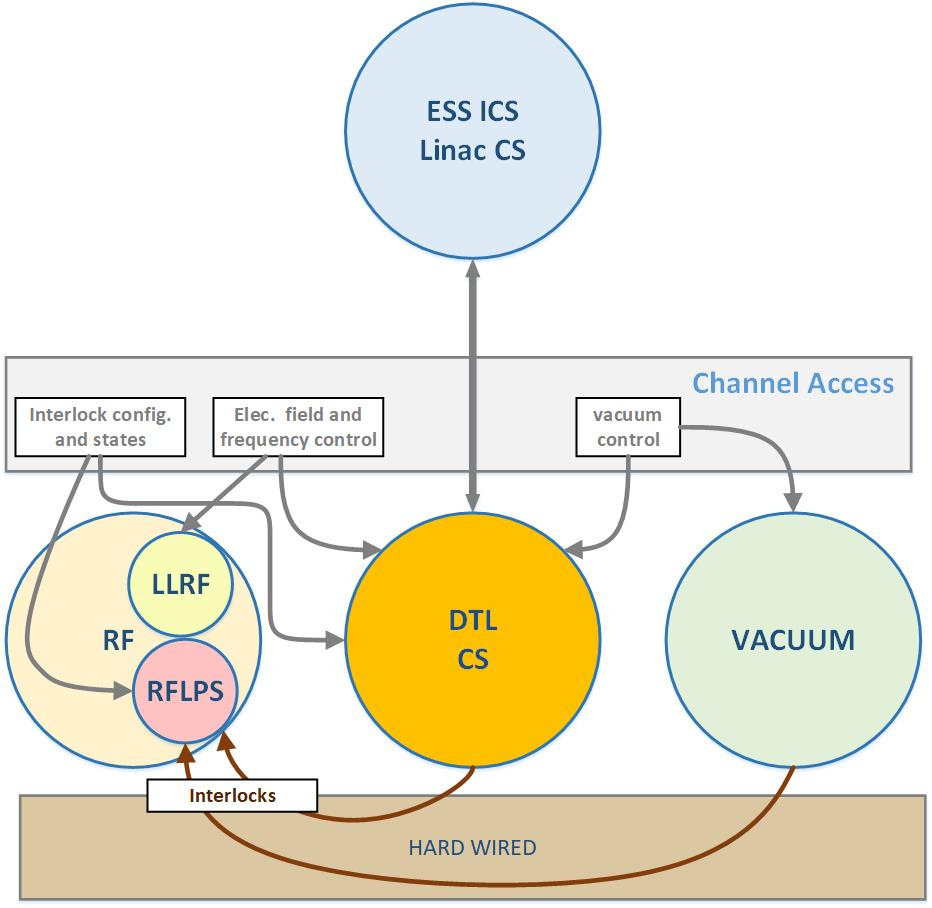 ESS ICS
Linac CS
Channel Access
Interlock config.
and states
Elec. field and
frequency control
vacuum
control
LLRF
RF
RFLPS
DTL
CS
VACUUM
Interlocks
HARD WIRED